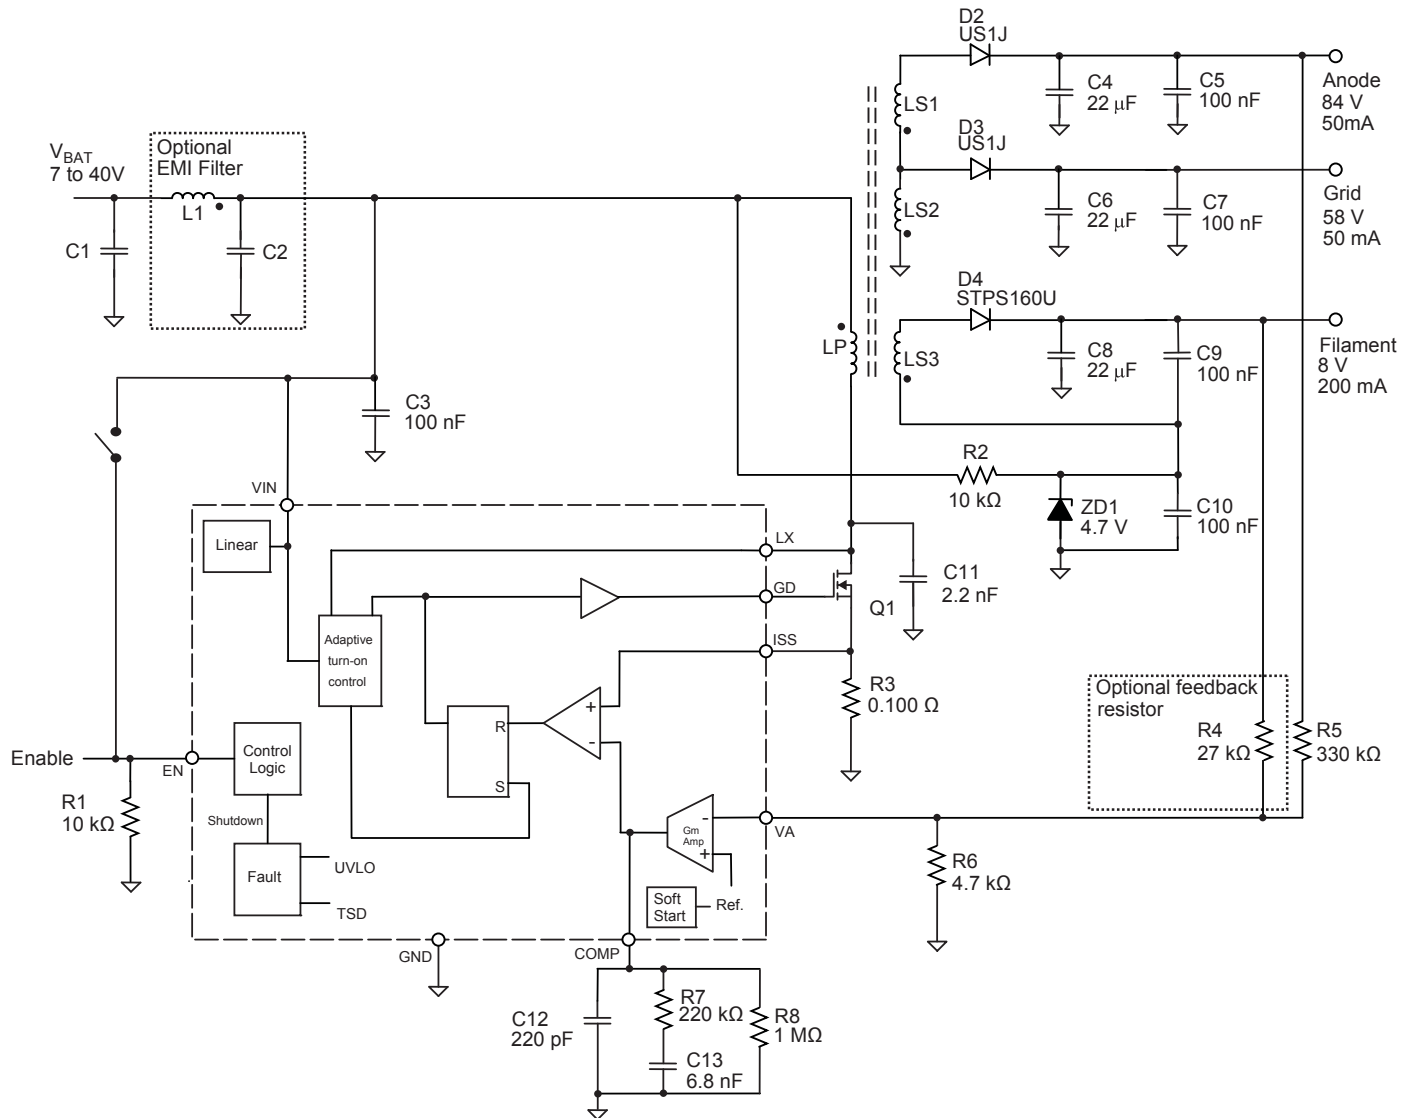 D2
US1J
Anode
84 V
50mA
C4
22 μF
C5
100 nF
LS1
D3
US1J
Grid
58 V
50 mA
C6
22 μF
C7
100 nF
LS2
VBAT
7 to 40V
Optional
EMI Filter
L1
C1
C2
D4
STPS160U
Filament
8 V
200 mA
C8
22 μF
C9
100 nF
LP
LS3
C3
100 nF
R2
10 kΩ
ZD1
4.7 V
C10
100 nF
VIN
Linear
LX
GD
ISS
C11
2.2 nF
Q1
Adaptive
turn-on
control
R3
0.100 Ω
Optional feedback
resistor
R4
27 kΩ
R5
330 kΩ
R
S
+
-
Enable
EN
Control
Logic
R1
10 kΩ
Shutdown
Fault
UVLO
TSD
Gm
Amp
-
+
VA
R6
4.7 kΩ
Soft
Start
Ref.
GND
COMP
C12
220 pF
R7
220 kΩ
R8
1 MΩ
C13
6.8 nF